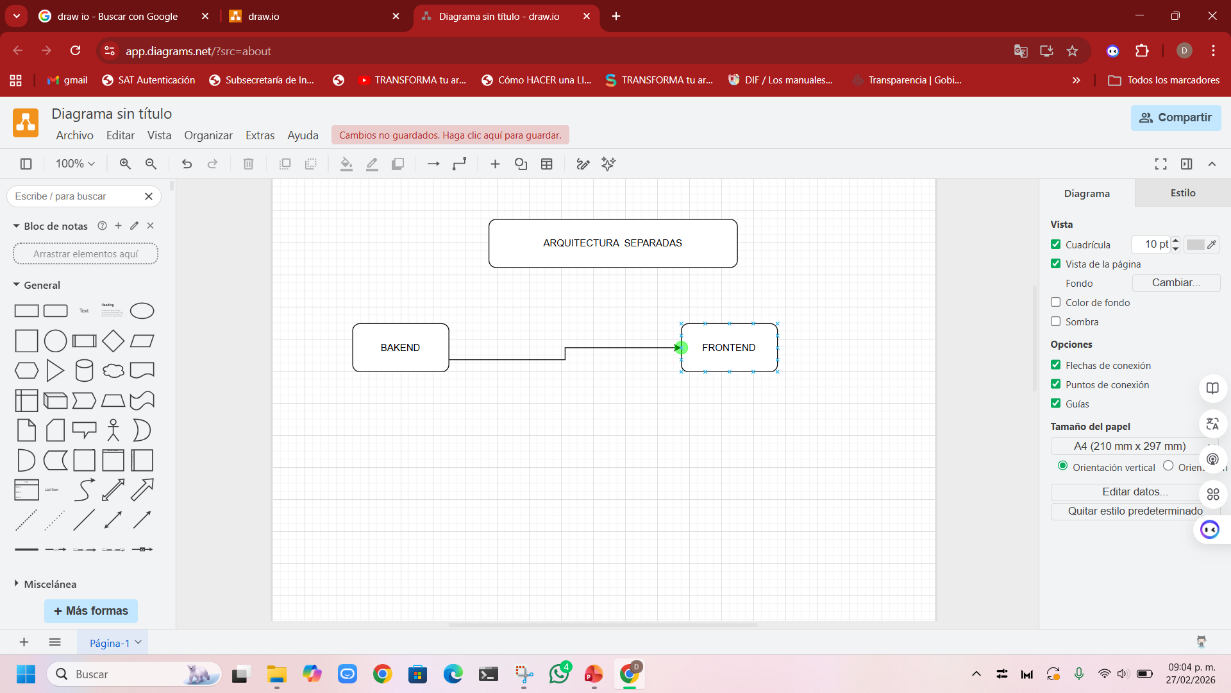 draw io - Buscar con Google
draw.io
Diagrama sin título - draw.io
app.diagrams.net/?src=about
D
gmail
SAT Autenticación
Subsecretaría de In...
TRANSFORMA tu ar...
Cómo HACER una LI...
TRANSFORMA tu ar...
DIF / Los manuales...
Transparencia | Gobi...
Todos los marcadores
Diagrama sin título
Archivo Editar Vista Organizar Extras Ayuda
Cambios no guardados. Haga clic aquí para guardar.
Compartir
100%
Escribe / para buscar
Bloc de notas
Arrastrar elementos aquí
General
Text
Heading
List Item
Miscelánea
+ Más formas
ARQUITECTURA SEPARADAS
BAKEND
FRONTEND
Diagrama
Estilo
Vista
Cuadrícula
10 pt
Vista de la página
Fondo
Cambiar...
Color de fondo
Sombra
Opciones
Flechas de conexión
Puntos de conexión
Guías
Tamaño del papel
A4 (210 mm x 297 mm)
Orientación vertical
Editar datos...
Quitar estilo predeterminado
Página-1
Buscar
4
D
09:04 p. m.
27/02/2026